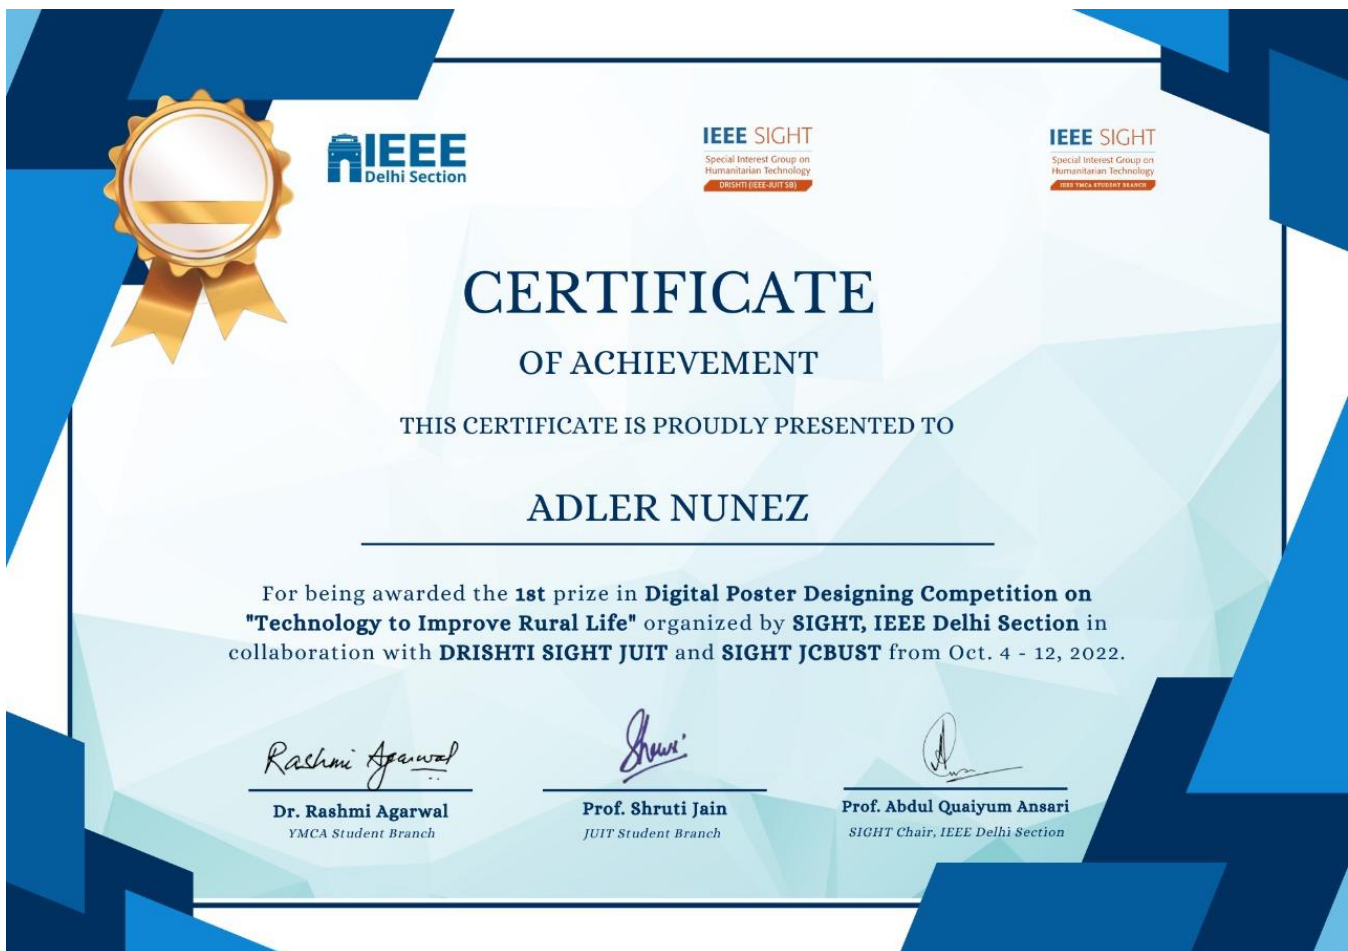 IEEE
Delhi Section
IEEE SIGHT
Special Interest Group on
Humanitarian Technology
DRISHTI (IEEE-JUIT SB)
IEEE SIGHT
Special Interest Group on
Humanitarian Technology
IEEE YMCA STUDENT BRANCH
CERTIFICATE
OF ACHIEVEMENT
THIS CERTIFICATE IS PROUDLY PRESENTED TO
ADLER NUNEZ
For being awarded the 1st prize in Digital Poster Designing Competition on
"Technology to Improve Rural Life" organized by SIGHT, IEEE Delhi Section in
collaboration with DRISHTI SIGHT JUIT and SIGHT JCBUST from Oct. 4 - 12, 2022.
Rashmi Agarwal
Dr. Rashmi Agarwal
YMCA Student Branch
Prof. Shruti Jain
JUIT Student Branch
Prof. Abdul Quaiyum Ansari
SIGHT Chair, IEEE Delhi Section